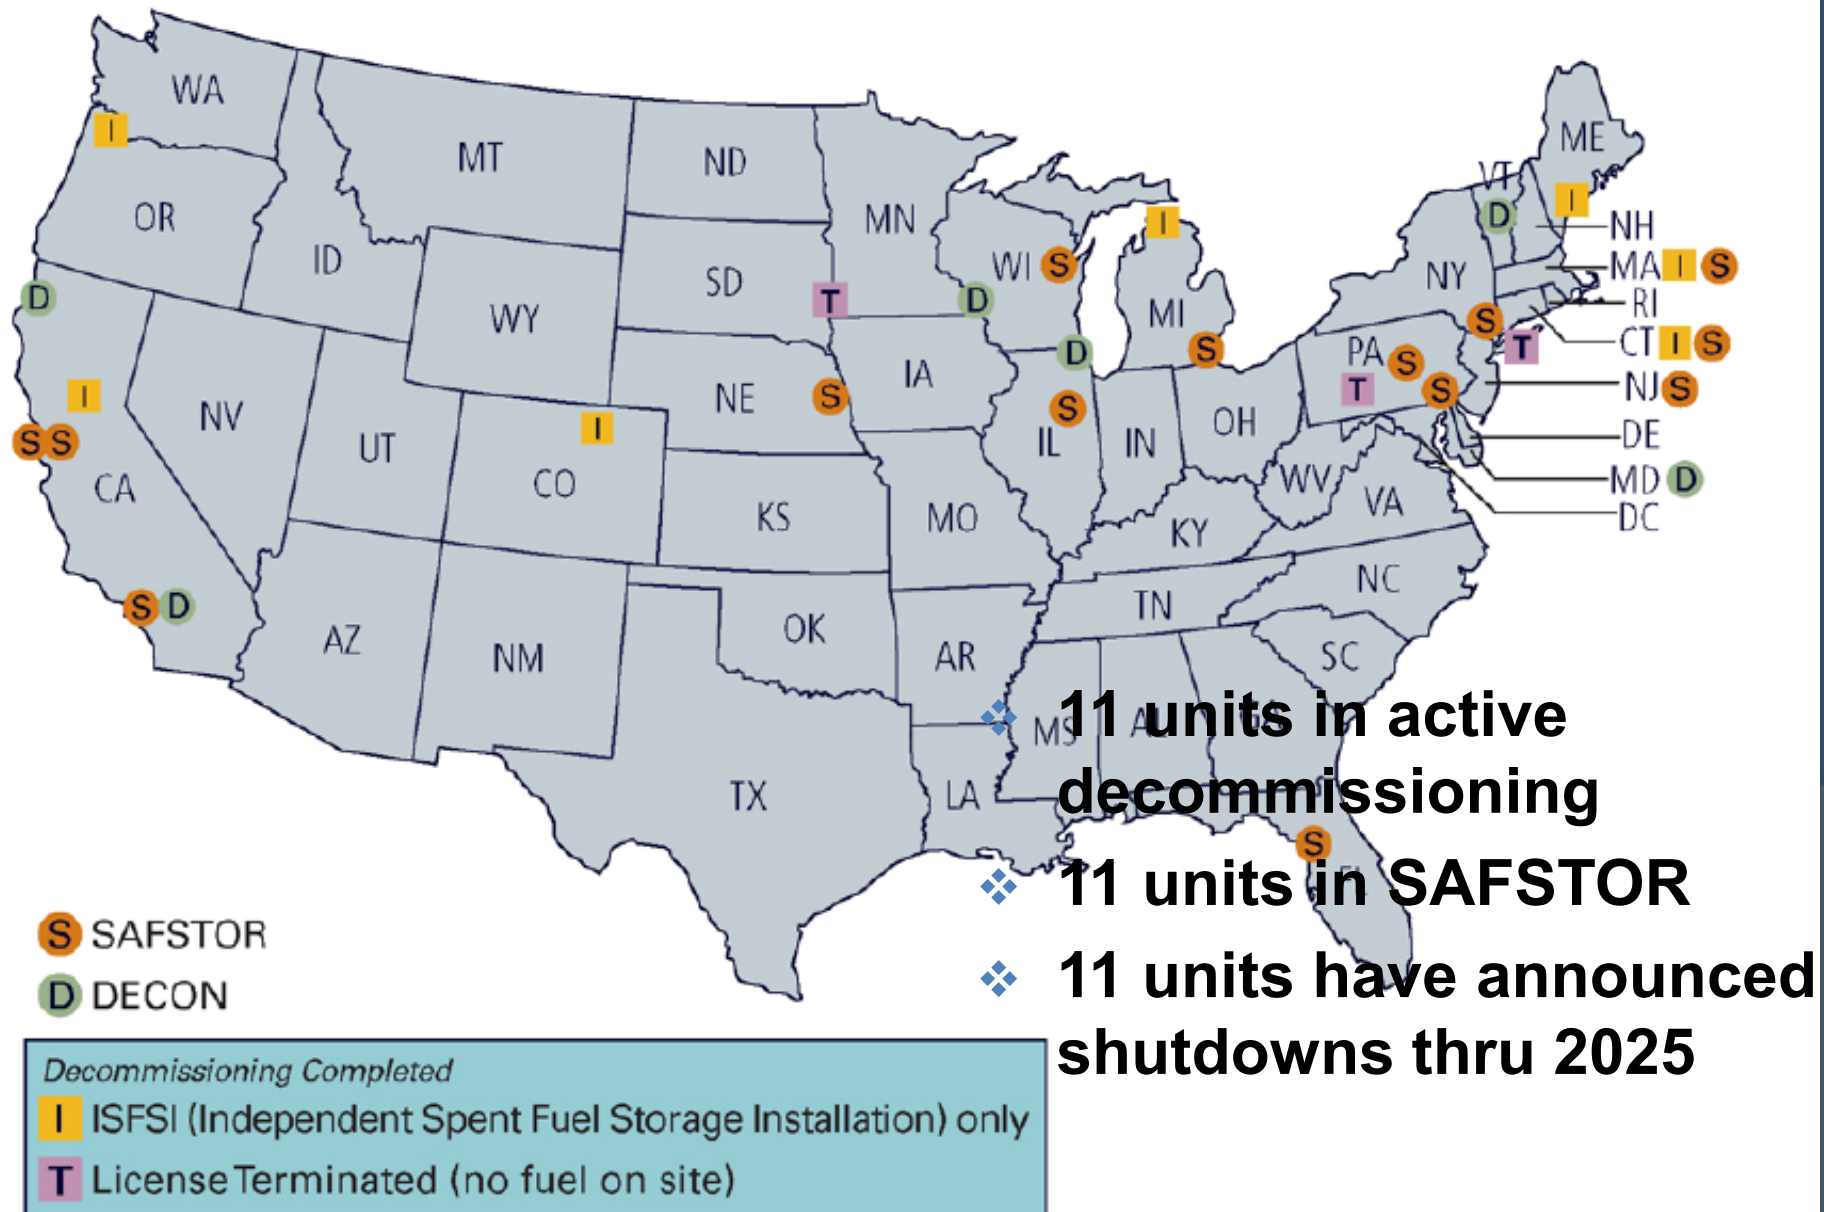 WA
I
MT
ND
OR
ID
MN
SD
WY
WI S
I
MI
VT
D
ME
I
NH
NY
MA I S
RI
D
T
D
S
CT I S
T
D
S
PA S
T
S
NJ S
I
NV
UT
I
CO
NE
S
IA
S
IL
IN
OH
DE
WV
VA
MD D
DC
S S
CA
KS
MO
KY
NC
S D
AZ
NM
OK
AR
TN
SC
MS
AL
TX
LA
S
FL
❖ 11 units in active
decommissioning
❖ 11 units in SAFSTOR
❖ 11 units have announced
shutdowns thru 2025
S SAFSTOR
D DECON
Decommissioning Completed
I ISFSI (Independent Spent Fuel Storage Installation) only
T License Terminated (no fuel on site)